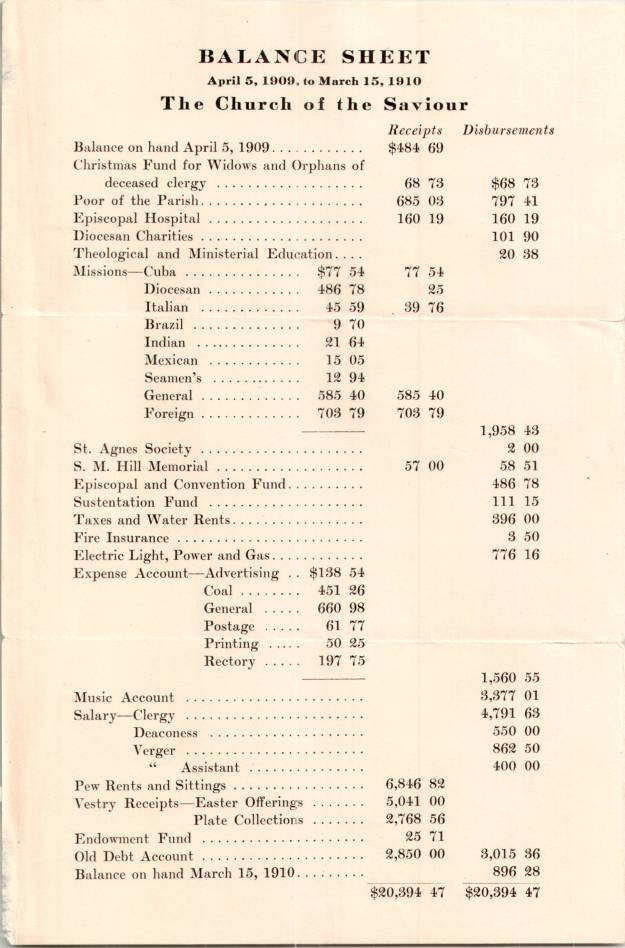 BALANCE SHEET
April 5, 1909, to March 15, 1910
The Church of the Saviour
Receipts Disbursements
Balance on hand April 5, 1909............ $484 69
Christmas Fund for Widows and Orphans of
deceased clergy ................... 68 73 $68 73
Poor of the Parish..................... 685 03 797 41
Episcopal Hospital .................... 160 19 160 19
Diocesan Charities ..................... 101 90
Theological and Ministerial Education.... 20 38
Missions—Cuba ............... $77 54 77 54
Diocesan ............ 486 78 25
Italian ............. 45 59 39 76
Brazil .............. 9 70
Indian ............. 21 64
Mexican ............ 15 05
Seamen's ........... 12 94
General ............. 585 40 585 40
Foreign ............. 703 79 703 79
1,958 43
St. Agnes Society ..................... 2 00
S. M. Hill Memorial ................... 57 00 58 51
Episcopal and Convention Fund.......... 486 78
Sustentation Fund .................... 111 15
Taxes and Water Rents................. 396 00
Fire Insurance ........................ 3 50
Electric Light, Power and Gas............ 776 16
Expense Account—Advertising .. $138 54
Coal ........ 451 26
General ..... 660 98
Postage ..... 61 77
Printing ..... 50 25
Rectory ..... 197 75
1,560 55
Music Account ....................... 3,377 01
Salary—Clergy ....................... 4,791 63
Deaconess .................... 550 00
Verger ....................... 862 50
“ Assistant ............... 400 00
Pew Rents and Sittings ................. 6,846 82
Vestry Receipts—Easter Offerings ....... 5,041 00
Plate Collections ....... 2,768 56
Endowment Fund ...................... 25 71
Old Debt Account ..................... 2,850 00 3,015 36
Balance on hand March 15, 1910......... 896 28
$20,394 47 $20,394 47